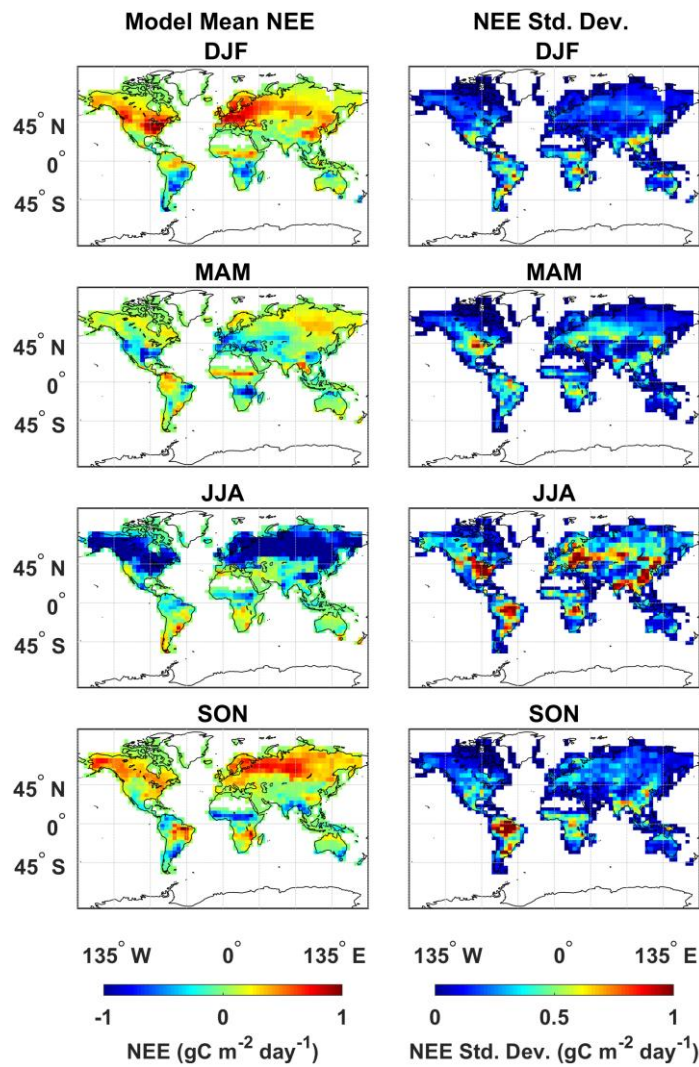 Model Mean NEE
NEE Std. Dev.
DJF
DJF
45° N
0°
45° S
MAM
MAM
45° N
0°
45° S
JJA
JJA
45° N
0°
45° S
SON
SON
45° N
0°
45° S
135° W 0° 135° E
135° W 0° 135° E
-1 0 1
0 0.5 1
NEE (gC m⁻² day⁻¹)
NEE Std. Dev. (gC m⁻² day⁻¹)